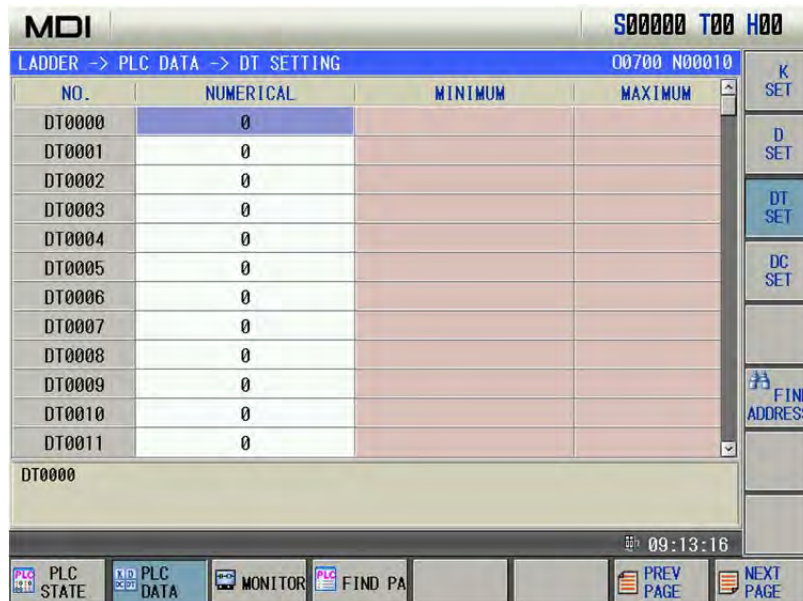 MDI S00000 T00 H00
LADDER -> PLC DATA -> DT SETTING O0700 N00010
NO. NUMERICAL MINIMUM MAXIMUM
DT0000 0
DT0001 0
DT0002 0
DT0003 0
DT0004 0
DT0005 0
DT0006 0
DT0007 0
DT0008 0
DT0009 0
DT0010 0
DT0011 0
DT0000
09:13:16
K
SET
D
SET
DT
SET
DC
SET
FIN
ADDRES
PLC
STATE
PLC
DATA
MONITOR
FIND PA
PREV
PAGE
NEXT
PAGE